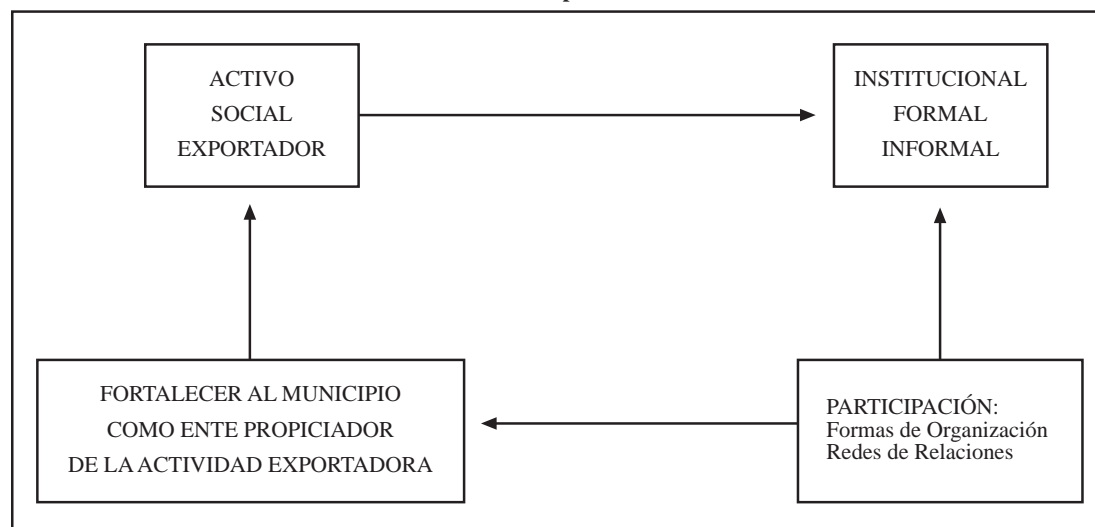 ACTIVO
SOCIAL
EXPORTADOR
INSTITUCIONAL
FORMAL
INFORMAL
FORTALECER AL MUNICIPIO
COMO ENTE PROPICIADOR
DE LA ACTIVIDAD EXPORTADORA
PARTICIPACIÓN:
Formas de Organización
Redes de Relaciones